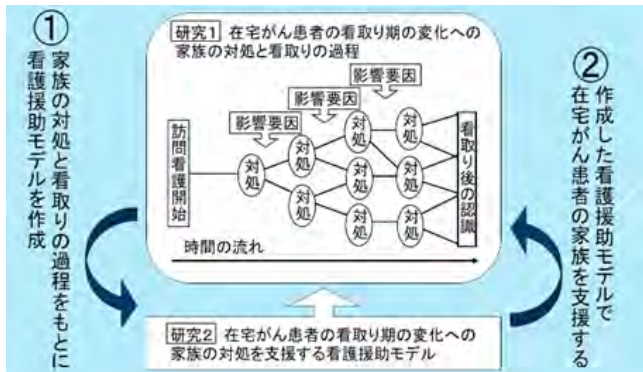 ①
家族の対処と看取りの過程をもとに
看護援助モデルを作成
研究1 在宅がん患者の看取り期の変化への
家族の対処と看取りの過程
影響要因
影響要因
影響要因
訪問看護開始
対処
対処
対処
対処
対処
対処
対処
対処
対処
看取り後の認識
時間の流れ
研究2 在宅がん患者の看取り期の変化への
家族の対処を支援する看護援助モデル
②
作成した看護援助モデルで
在宅がん患者の家族を支援する